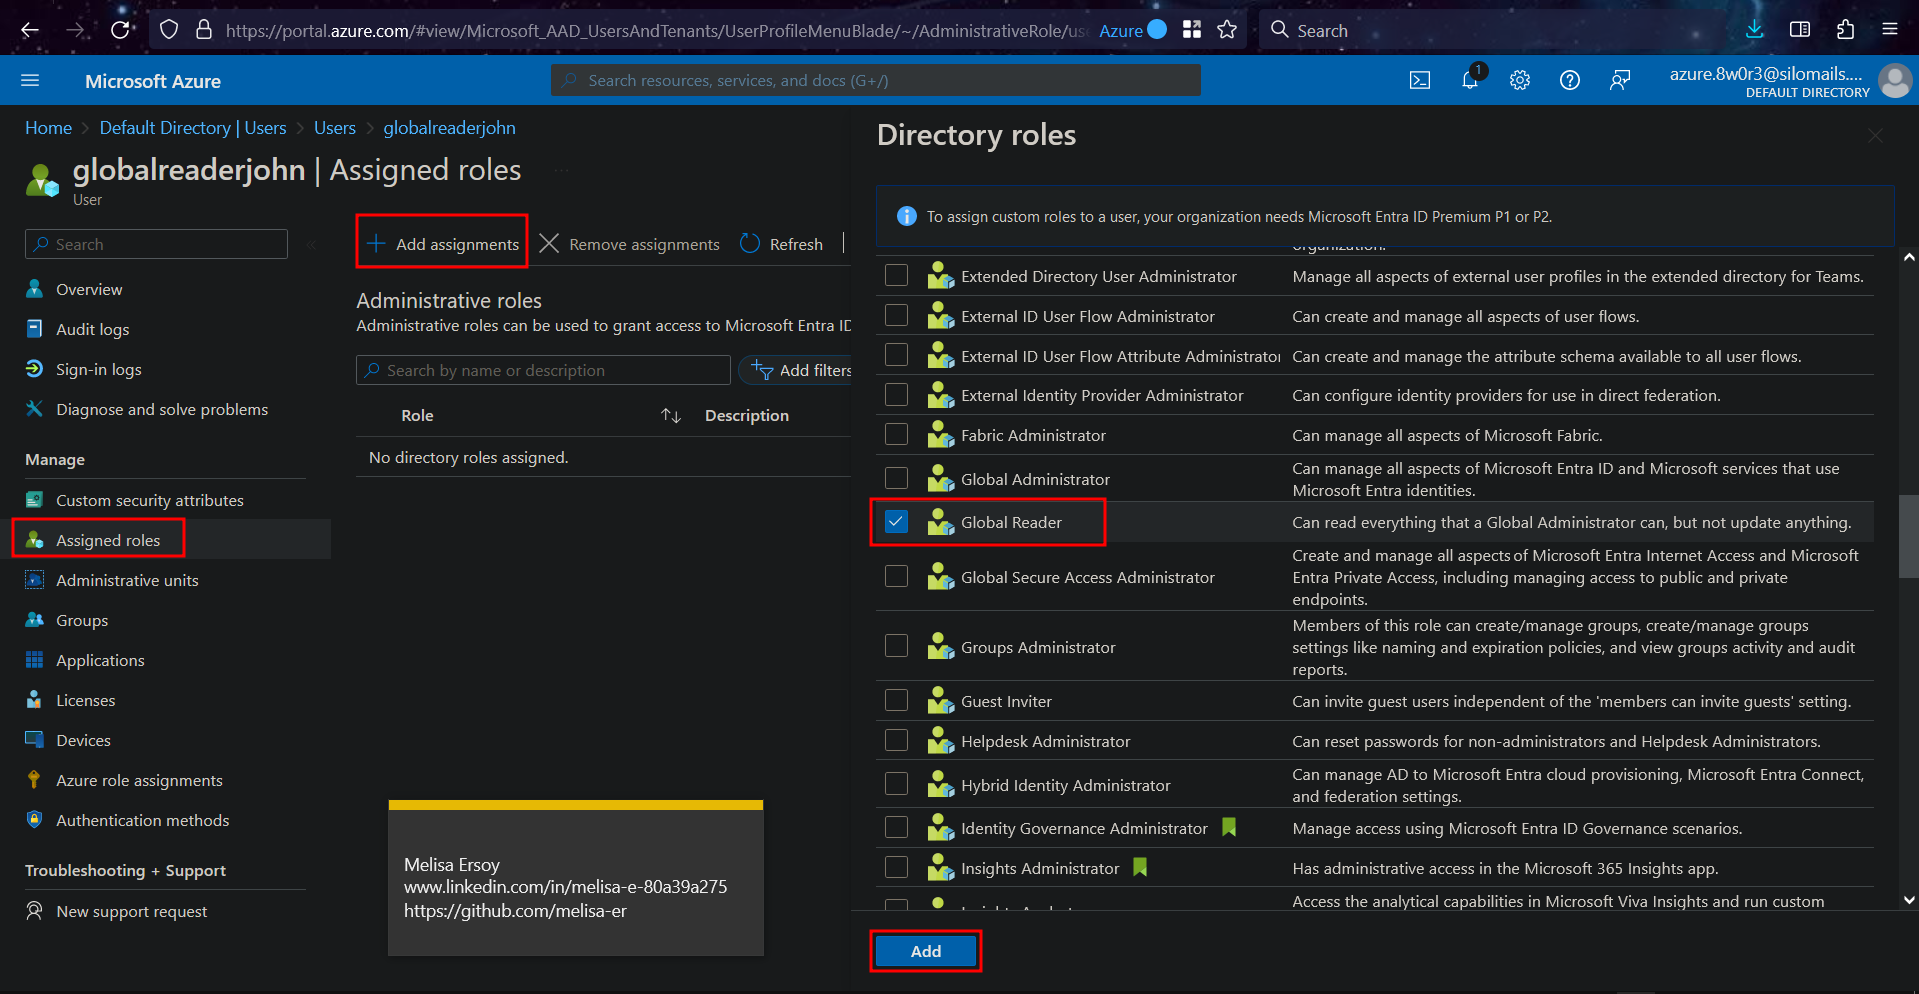 https://portal.azure.com/#view/Microsoft_AAD_UsersAndTenants/UserProfileMenuBlade/~/AdministrativeRole/use
Azure
Search
Microsoft Azure
Search resources, services, and docs (G+/)
1
azure.8w0r3@silomails....
DEFAULT DIRECTORY
Home > Default Directory | Users > Users > globalreaderjohn
globalreaderjohn | Assigned roles
...
User
Search
«
Overview
Audit logs
Sign-in logs
Diagnose and solve problems
Manage
Custom security attributes
Assigned roles
Administrative units
Groups
Applications
Licenses
Devices
Azure role assignments
Authentication methods
Troubleshooting + Support
New support request
Add assignments
Remove assignments
Refresh
Administrative roles
Administrative roles can be used to grant access to Microsoft Entra ID
Search by name or description
Add filters
Role
Description
No directory roles assigned.
Melisa Ersoy
www.linkedin.com/in/melisa-e-80a39a275
https://github.com/melisa-er
Directory roles
To assign custom roles to a user, your organization needs Microsoft Entra ID Premium P1 or P2.
organization.
Extended Directory User Administrator
Manage all aspects of external user profiles in the extended directory for Teams.
External ID User Flow Administrator
Can create and manage all aspects of user flows.
External ID User Flow Attribute Administrator
Can create and manage the attribute schema available to all user flows.
External Identity Provider Administrator
Can configure identity providers for use in direct federation.
Fabric Administrator
Can manage all aspects of Microsoft Fabric.
Global Administrator
Can manage all aspects of Microsoft Entra ID and Microsoft services that use
Microsoft Entra identities.
Global Reader
Can read everything that a Global Administrator can, but not update anything.
Global Secure Access Administrator
Create and manage all aspects of Microsoft Entra Internet Access and Microsoft
Entra Private Access, including managing access to public and private
endpoints.
Groups Administrator
Members of this role can create/manage groups, create/manage groups
settings like naming and expiration policies, and view groups activity and audit
reports.
Guest Inviter
Can invite guest users independent of the 'members can invite guests' setting.
Helpdesk Administrator
Can reset passwords for non-administrators and Helpdesk Administrators.
Hybrid Identity Administrator
Can manage AD to Microsoft Entra cloud provisioning, Microsoft Entra Connect,
and federation settings.
Identity Governance Administrator
Manage access using Microsoft Entra ID Governance scenarios.
Insights Administrator
Has administrative access in the Microsoft 365 Insights app.
Access the analytical capabilities in Microsoft Viva Insights and run custom
Add